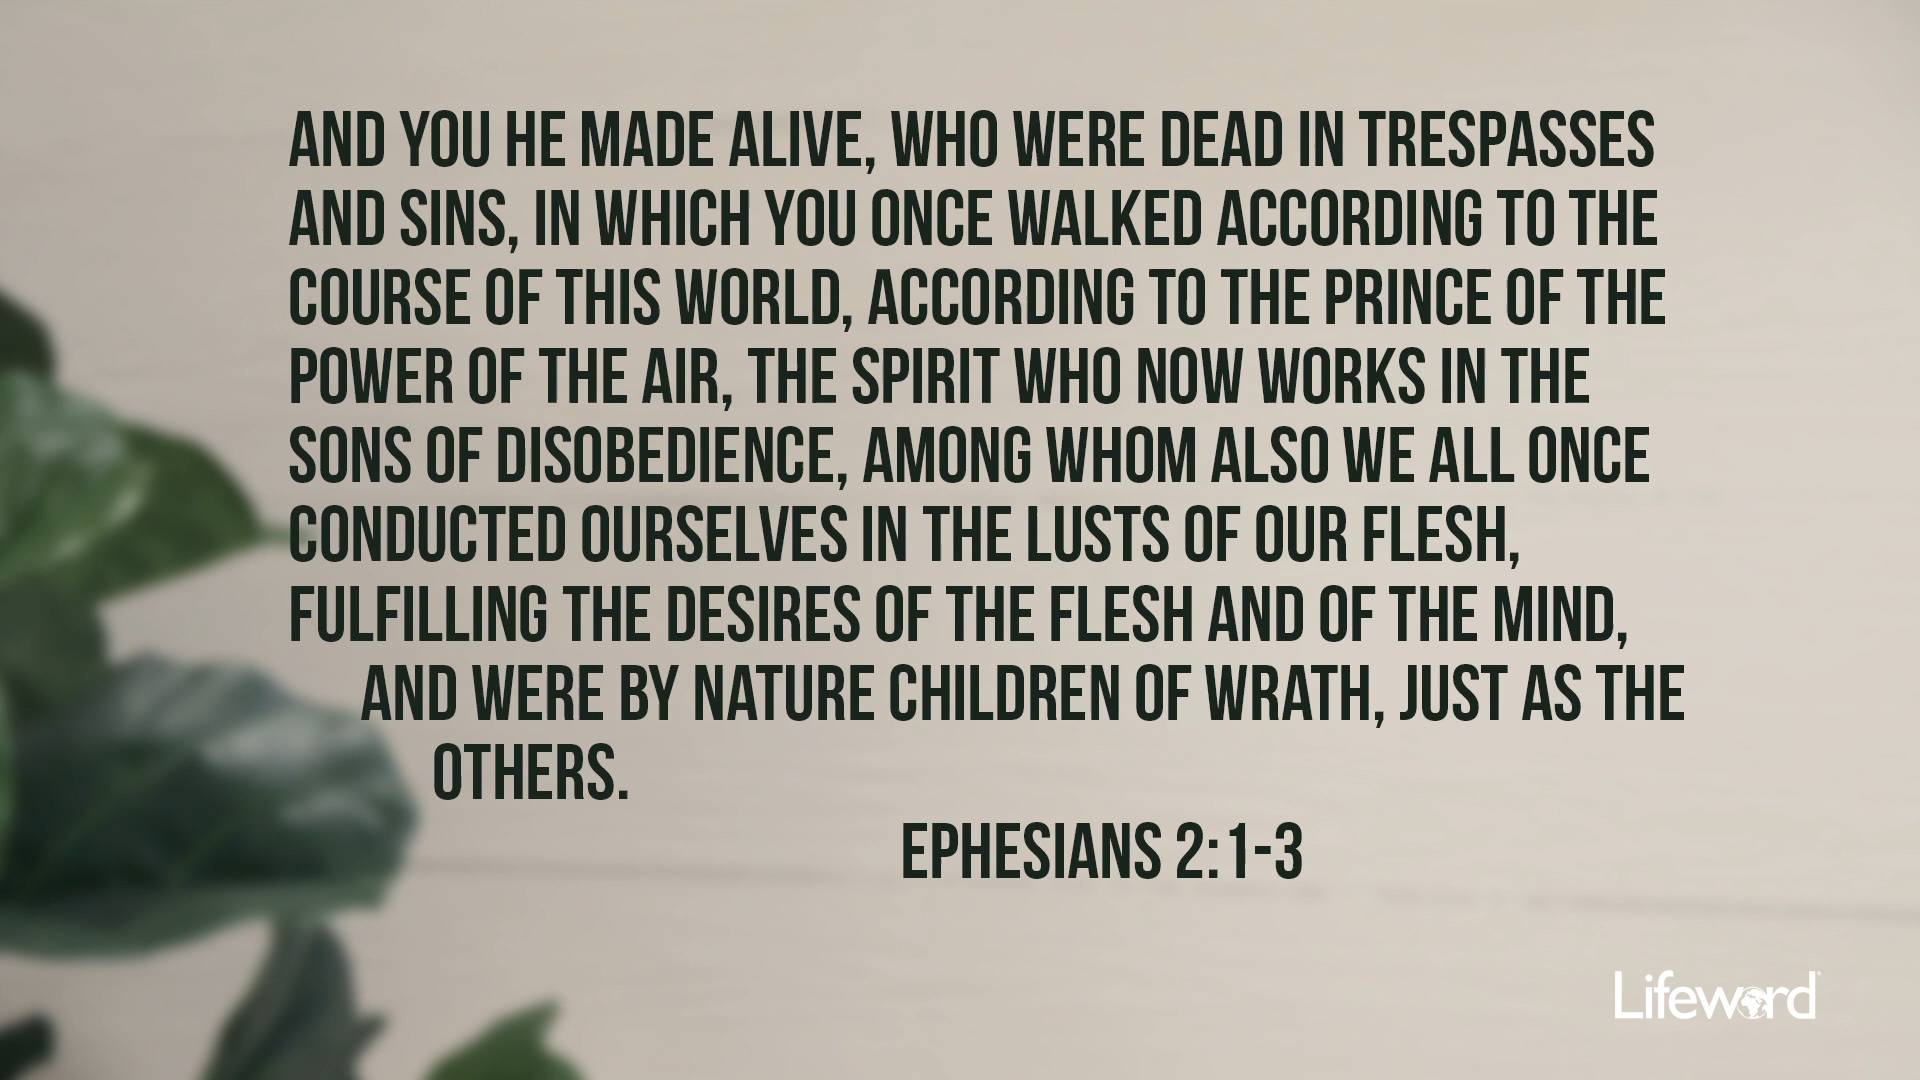 AND YOU HE MADE ALIVE, WHO WERE DEAD IN TRESPASSES
AND SINS, IN WHICH YOU ONCE WALKED ACCORDING TO THE
COURSE OF THIS WORLD, ACCORDING TO THE PRINCE OF THE
POWER OF THE AIR, THE SPIRIT WHO NOW WORKS IN THE
SONS OF DISOBEDIENCE, AMONG WHOM ALSO WE ALL ONCE
CONDUCTED OURSELVES IN THE LUSTS OF OUR FLESH,
FULFILLING THE DESIRES OF THE FLESH AND OF THE MIND,
AND WERE BY NATURE CHILDREN OF WRATH, JUST AS THE
OTHERS.
EPHESIANS 2:1-3
Lifeword